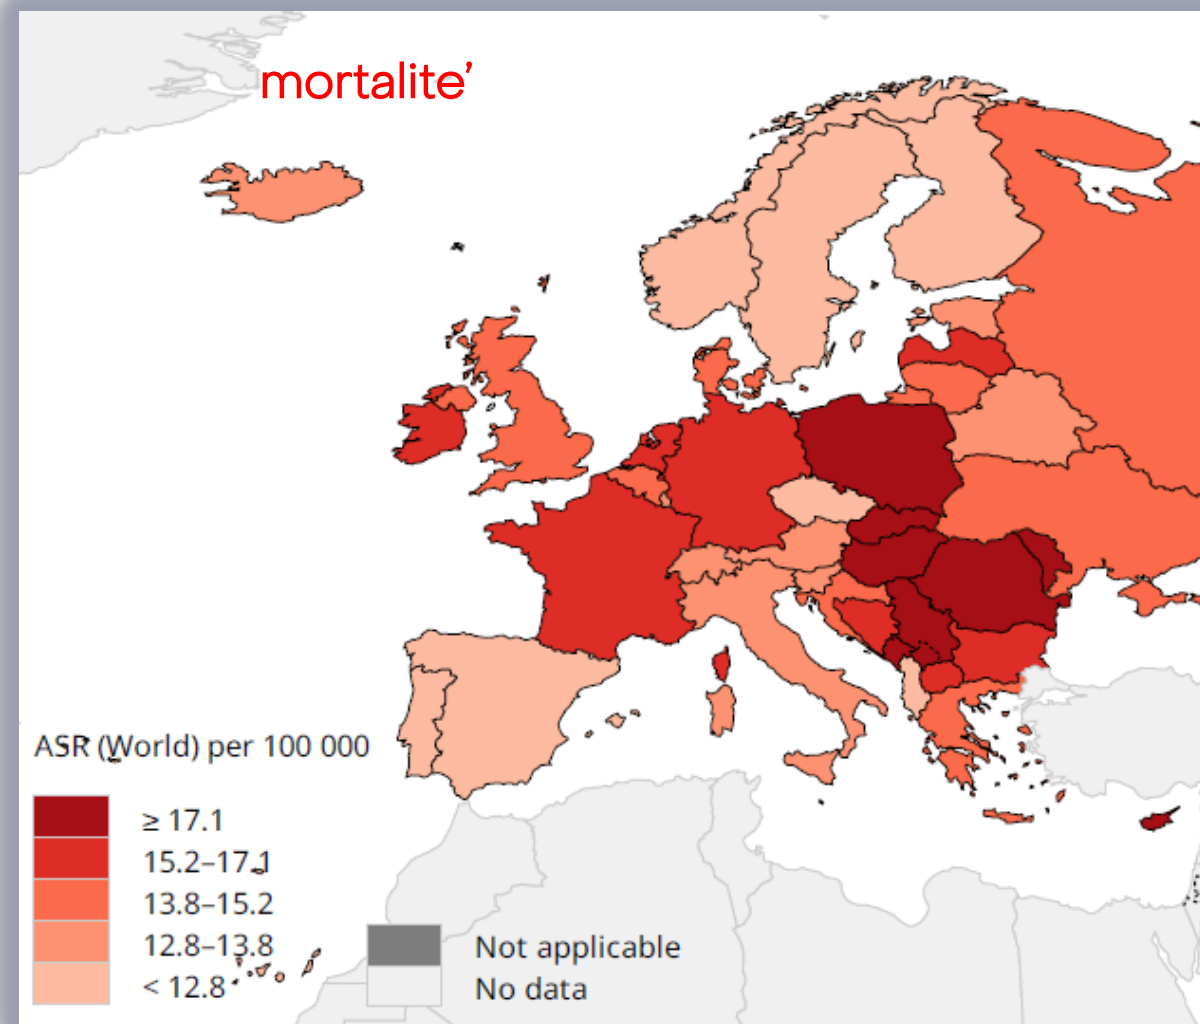 mortalite’
ASR (World) per 100 000
≥ 17.1
15.2–17.1
13.8–15.2
12.8–13.8
< 12.8
Not applicable
No data